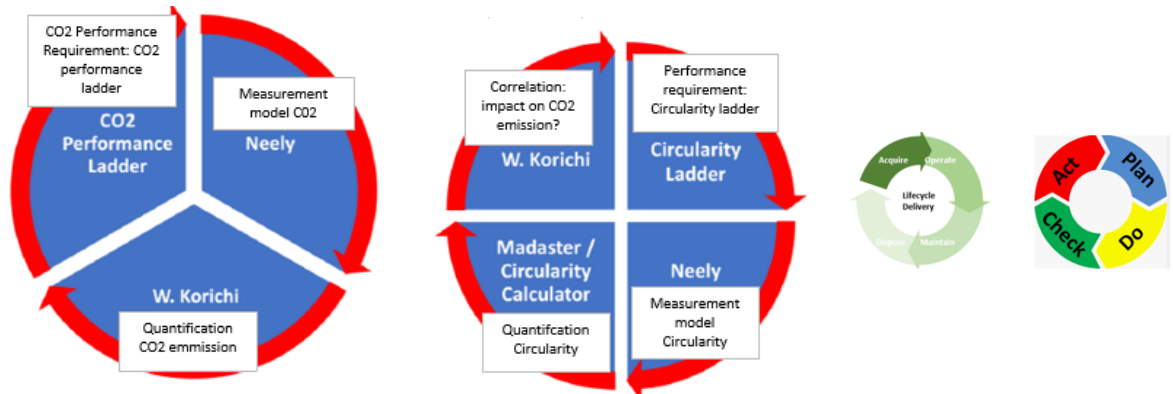 CO2 Performance
Requirement: CO2
performance
ladder
CO2
Performance
Ladder
Measurement
model C02
Neely
W. Korichi
Quantification
CO2 emmission
Correlation:
impact on CO2
emission?
W. Korichi
Performance
requirement:
Circularity ladder
Circularity
Ladder
Madaster /
Circularity
Calculator
Quantifcation
Circularity
Neely
Measurement
model
Circularity
Acquire
Operate
Lifecycle
Delivery
Dispose
Maintain
Act
Plan
Check
Do